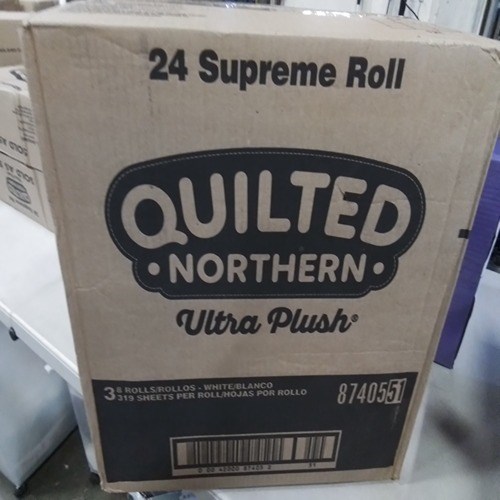 24 Supreme Roll
QUILTED
• NORTHERN •
Ultra Plush®
3 8 ROLLS/ROLLOS - WHITE/BLANCO
319 SHEETS PER ROLL/HOJAS POR ROLLO
8740551